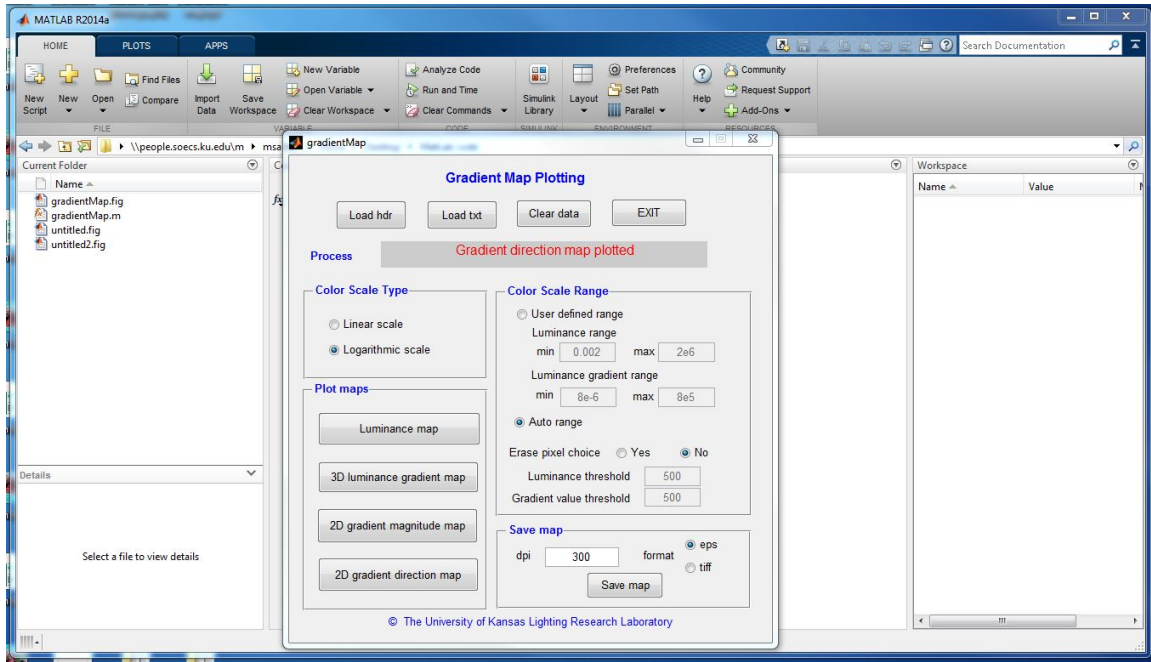 MATLAB R2014a
HOME PLOTS APPS
Search Documentation
New Script
New
Open
Find Files
Compare
Import Data
Save Workspace
New Variable
Open Variable
Clear Workspace
Analyze Code
Run and Time
Clear Commands
Simulink Library
Layout
Preferences
Set Path
Parallel
Help
Community
Request Support
Add-Ons
FILE VARIABLE CODE SIMULINK ENVIRONMENT RESOURCES
\\people.soecs.ku.edu\m msa
Current Folder
Name
gradientMap.fig
gradientMap.m
untitled.fig
untitled2.fig
Details
Select a file to view details
fx
gradientMap
Gradient Map Plotting
Load hdr Load txt Clear data EXIT
Process Gradient direction map plotted
Color Scale Type
Linear scale
Logarithmic scale
Plot maps
Luminance map
3D luminance gradient map
2D gradient magnitude map
2D gradient direction map
Color Scale Range
User defined range
Luminance range
min 0.002 max 2e6
Luminance gradient range
min 8e-6 max 8e5
Auto range
Erase pixel choice Yes No
Luminance threshold 500
Gradient value threshold 500
Save map
dpi 300 format eps
tiff
Save map
© The University of Kansas Lighting Research Laboratory
Workspace
Name Value